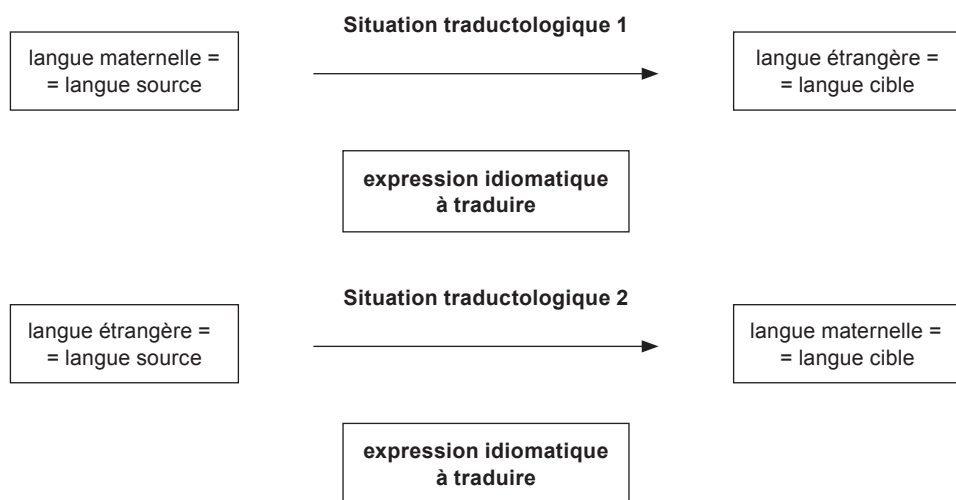 Situation traductologique 1
langue maternelle =
= langue source
langue étrangère =
= langue cible
expression idiomatique
à traduire
Situation traductologique 2
langue étrangère =
= langue source
langue maternelle =
= langue cible
expression idiomatique
à traduire